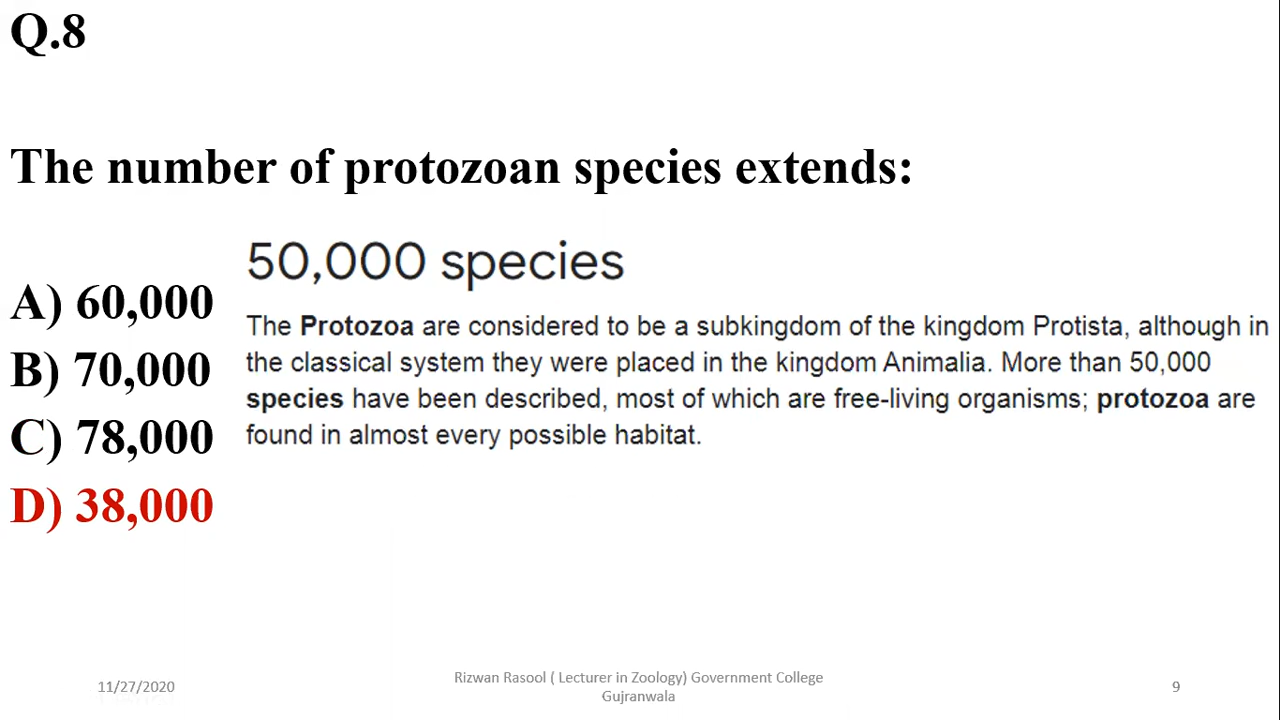 Q.8
The number of protozoan species extends:
50,000 species
A) 60,000
B) 70,000
C) 78,000
D) 38,000
The Protozoa are considered to be a subkingdom of the kingdom Protista, although in
the classical system they were placed in the kingdom Animalia. More than 50,000
species have been described, most of which are free-living organisms; protozoa are
found in almost every possible habitat.
11/27/2020
Rizwan Rasool ( Lecturer in Zoology) Government College
Gujranwala
9